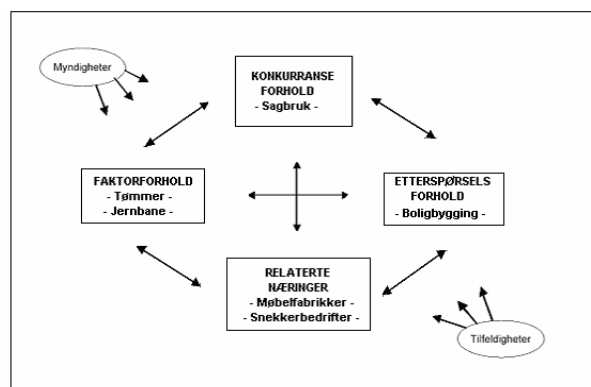 Myndigheter
KONKURRANSE
FORHOLD
- Sagbruk -
FAKTORFORHOLD
- Tømmer -
- Jernbane -
ETTERSPØRSELS
FORHOLD
- Boligbygging -
RELATERTE
NÆRINGER
- Møbelfabrikker -
- Snekkerbedrifter -
Tilfeldigheter